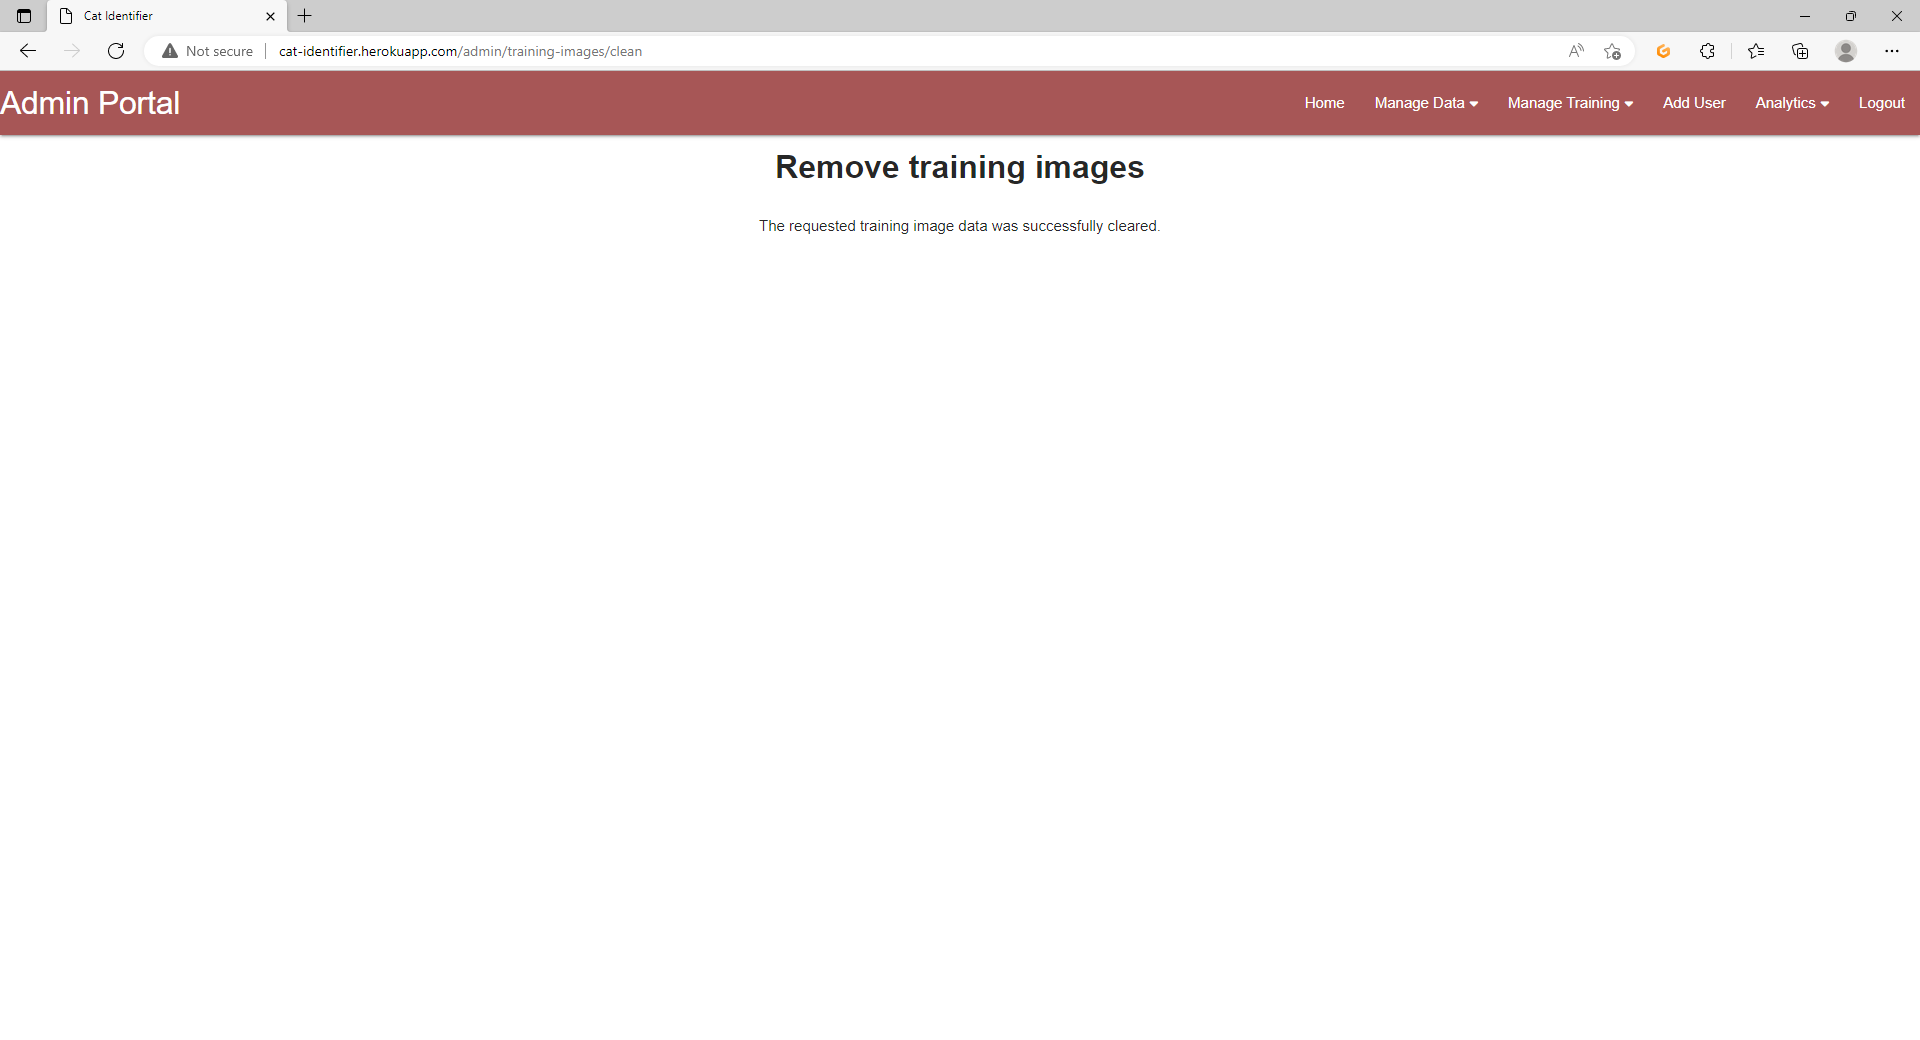 Cat Identifier
Not secure
cat-identifier.herokuapp.com/admin/training-images/clean
Admin Portal
Home
Manage Data
Manage Training
Add User
Analytics
Logout
Remove training images
The requested training image data was successfully cleared.